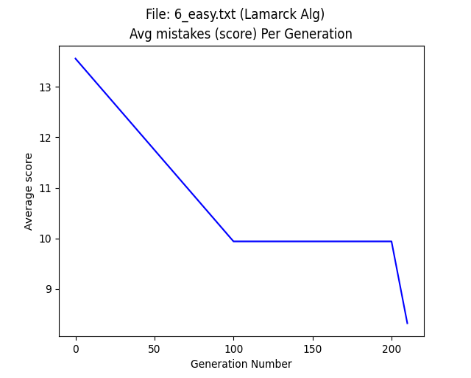 File: 6_easy.txt (Lamarck Alg)
Avg mistakes (score) Per Generation
13
12
11
10
9
Average score
0 50 100 150 200
Generation Number